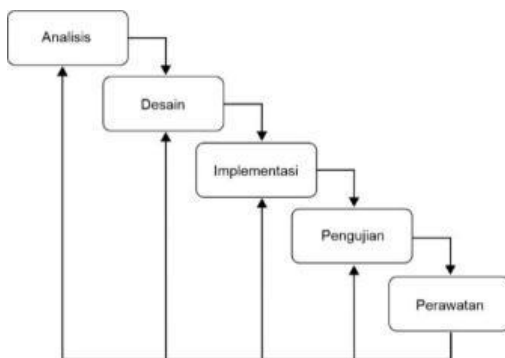 Analisis
Desain
Implementasi
Pengujian
Perawatan